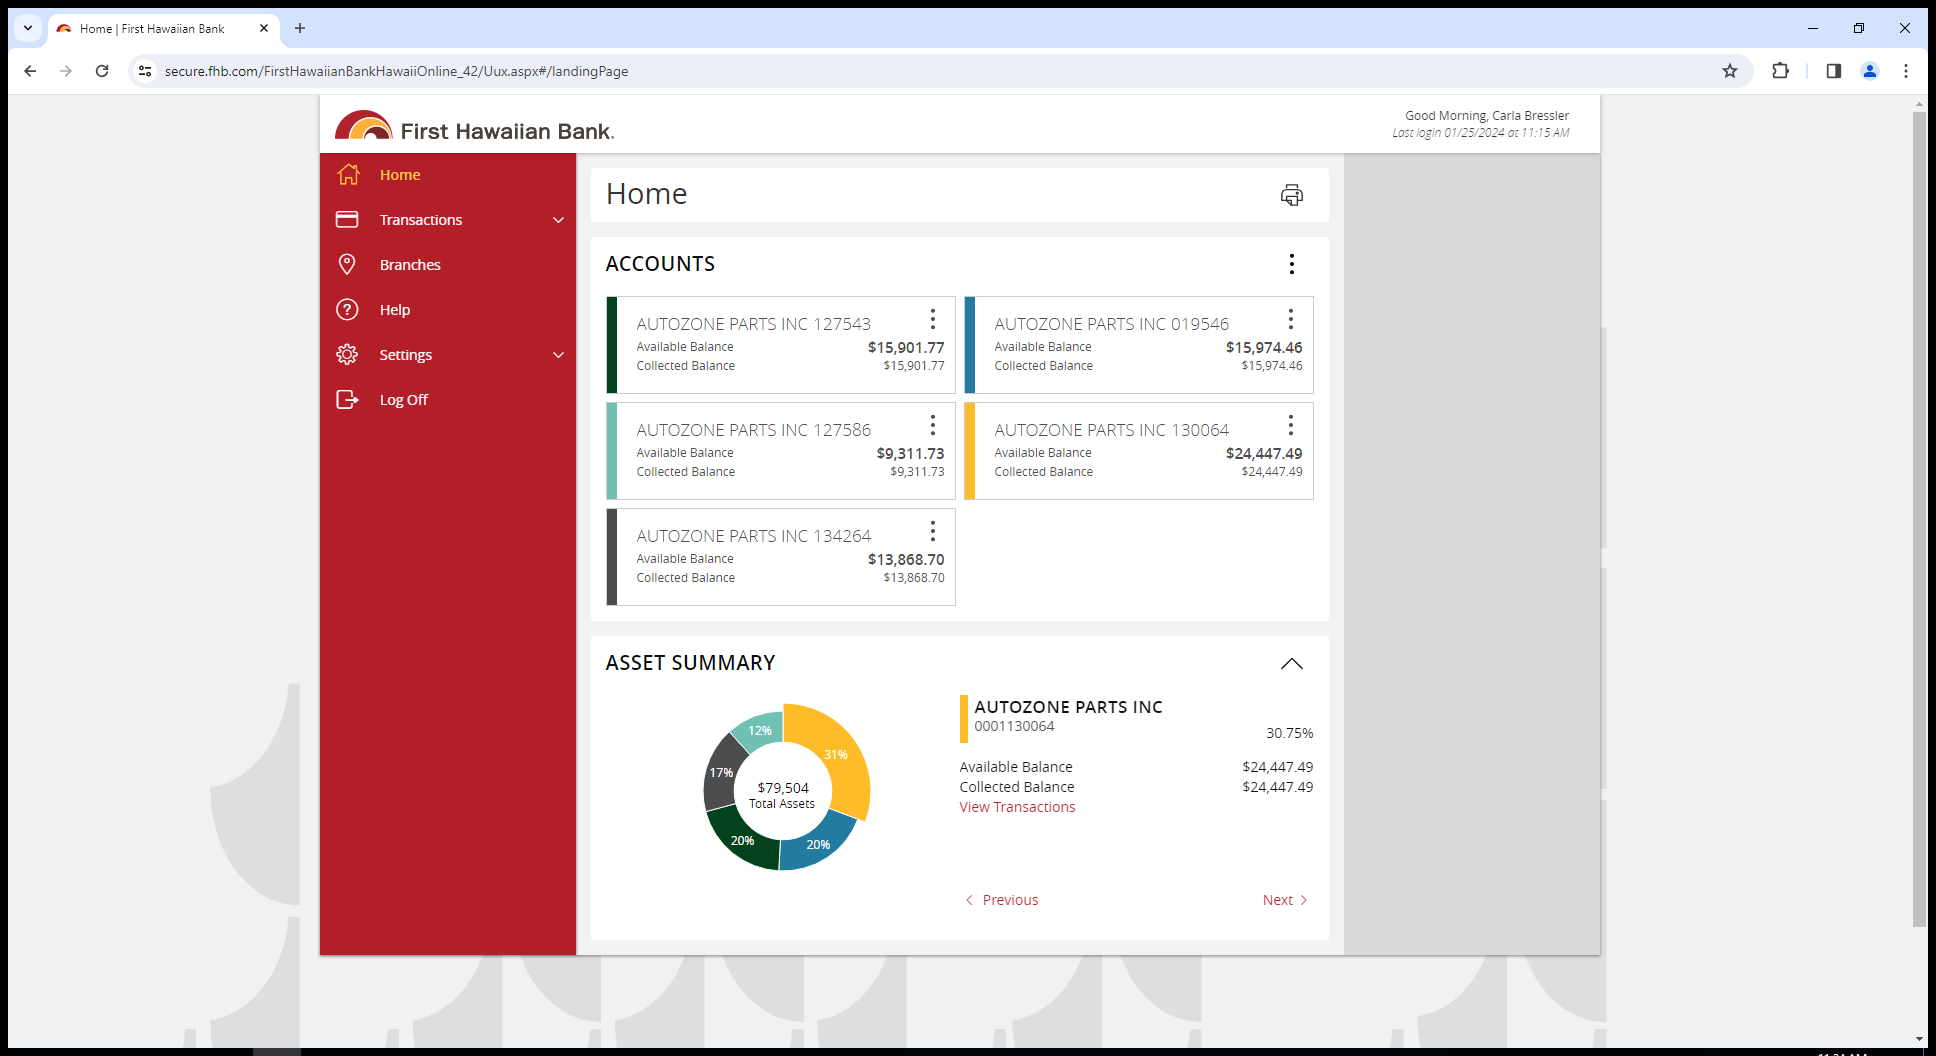 Home | First Hawaiian Bank
secure.fhb.com/FirstHawaiianBankHawaiiOnline_42/Uux.aspx#/landingPage
First Hawaiian Bank.
Good Morning, Carla Bressler
Last login 01/25/2024 at 11:15 AM
Home
Transactions
Branches
Help
Settings
Log Off
Home
ACCOUNTS
AUTOZONE PARTS INC 127543
Available Balance $15,901.77
Collected Balance $15,901.77
AUTOZONE PARTS INC 019546
Available Balance $15,974.46
Collected Balance $15,974.46
AUTOZONE PARTS INC 127586
Available Balance $9,311.73
Collected Balance $9,311.73
AUTOZONE PARTS INC 130064
Available Balance $24,447.49
Collected Balance $24,447.49
AUTOZONE PARTS INC 134264
Available Balance $13,868.70
Collected Balance $13,868.70
ASSET SUMMARY
12%
31%
17%
20%
20%
$79,504
Total Assets
AUTOZONE PARTS INC
0001130064
30.75%
Available Balance $24,447.49
Collected Balance $24,447.49
View Transactions
Previous
Next